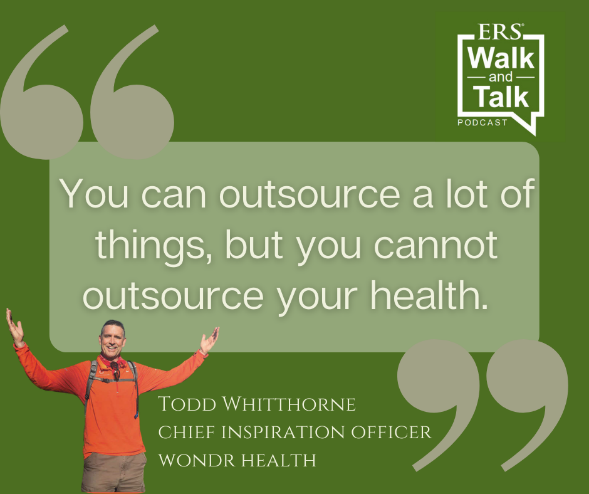 ERS®
Walk
and
Talk
PODCAST
You can outsource a lot of
things, but you cannot
outsource your health.
Todd Whitthorne
chief inspiration officer
wondr health